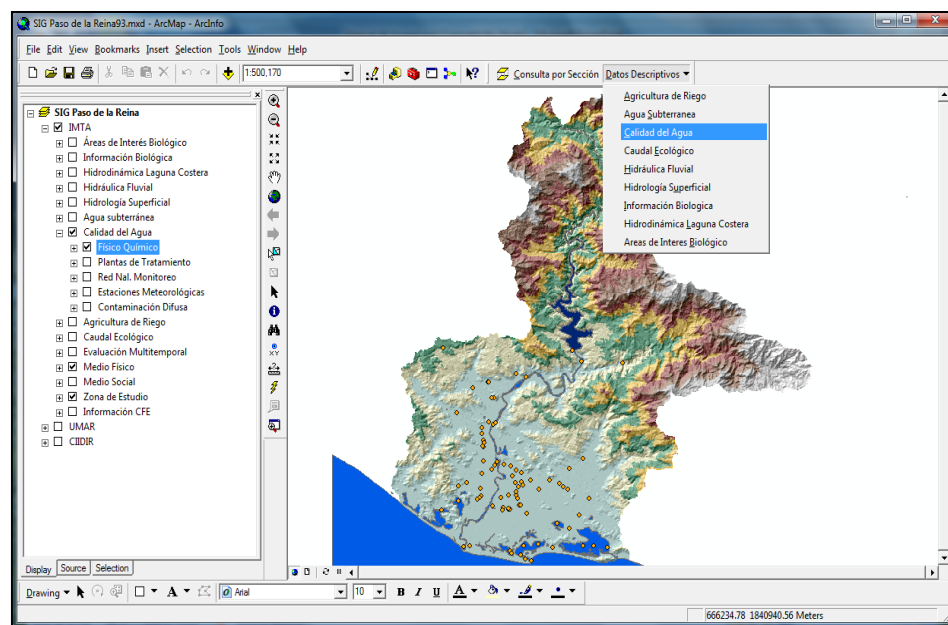 SIG Paso de la Reina93.mxd - ArcMap - ArcInfo
File Edit View Bookmarks Insert Selection Tools Window Help
1:500,170
Consulta por Sección Datos Descriptivos
Agricultura de Riego
Agua Subterranea
Calidad del Agua
Caudal Ecológico
Hidráulica Fluvial
Hidrología Superficial
Información Biologica
Hidrodinámica Laguna Costera
Areas de Interes Biológico
SIG Paso de la Reina
IMTA
Áreas de Interés Biológico
Información Biológica
Hidrodinámica Laguna Costera
Hidráulica Fluvial
Hidrología Superficial
Agua subterránea
Calidad del Agua
Físico Químico
Plantas de Tratamiento
Red Nal. Monitoreo
Estaciones Meteorológicas
Contaminación Difusa
Agricultura de Riego
Caudal Ecológico
Evaluación Multitemporal
Medio Físico
Medio Social
Zona de Estudio
Información CFE
UMAR
CIIDIR
XY
Display Source Selection
Drawing A Arial 10 B I U A
666234.78 1840940.56 Meters